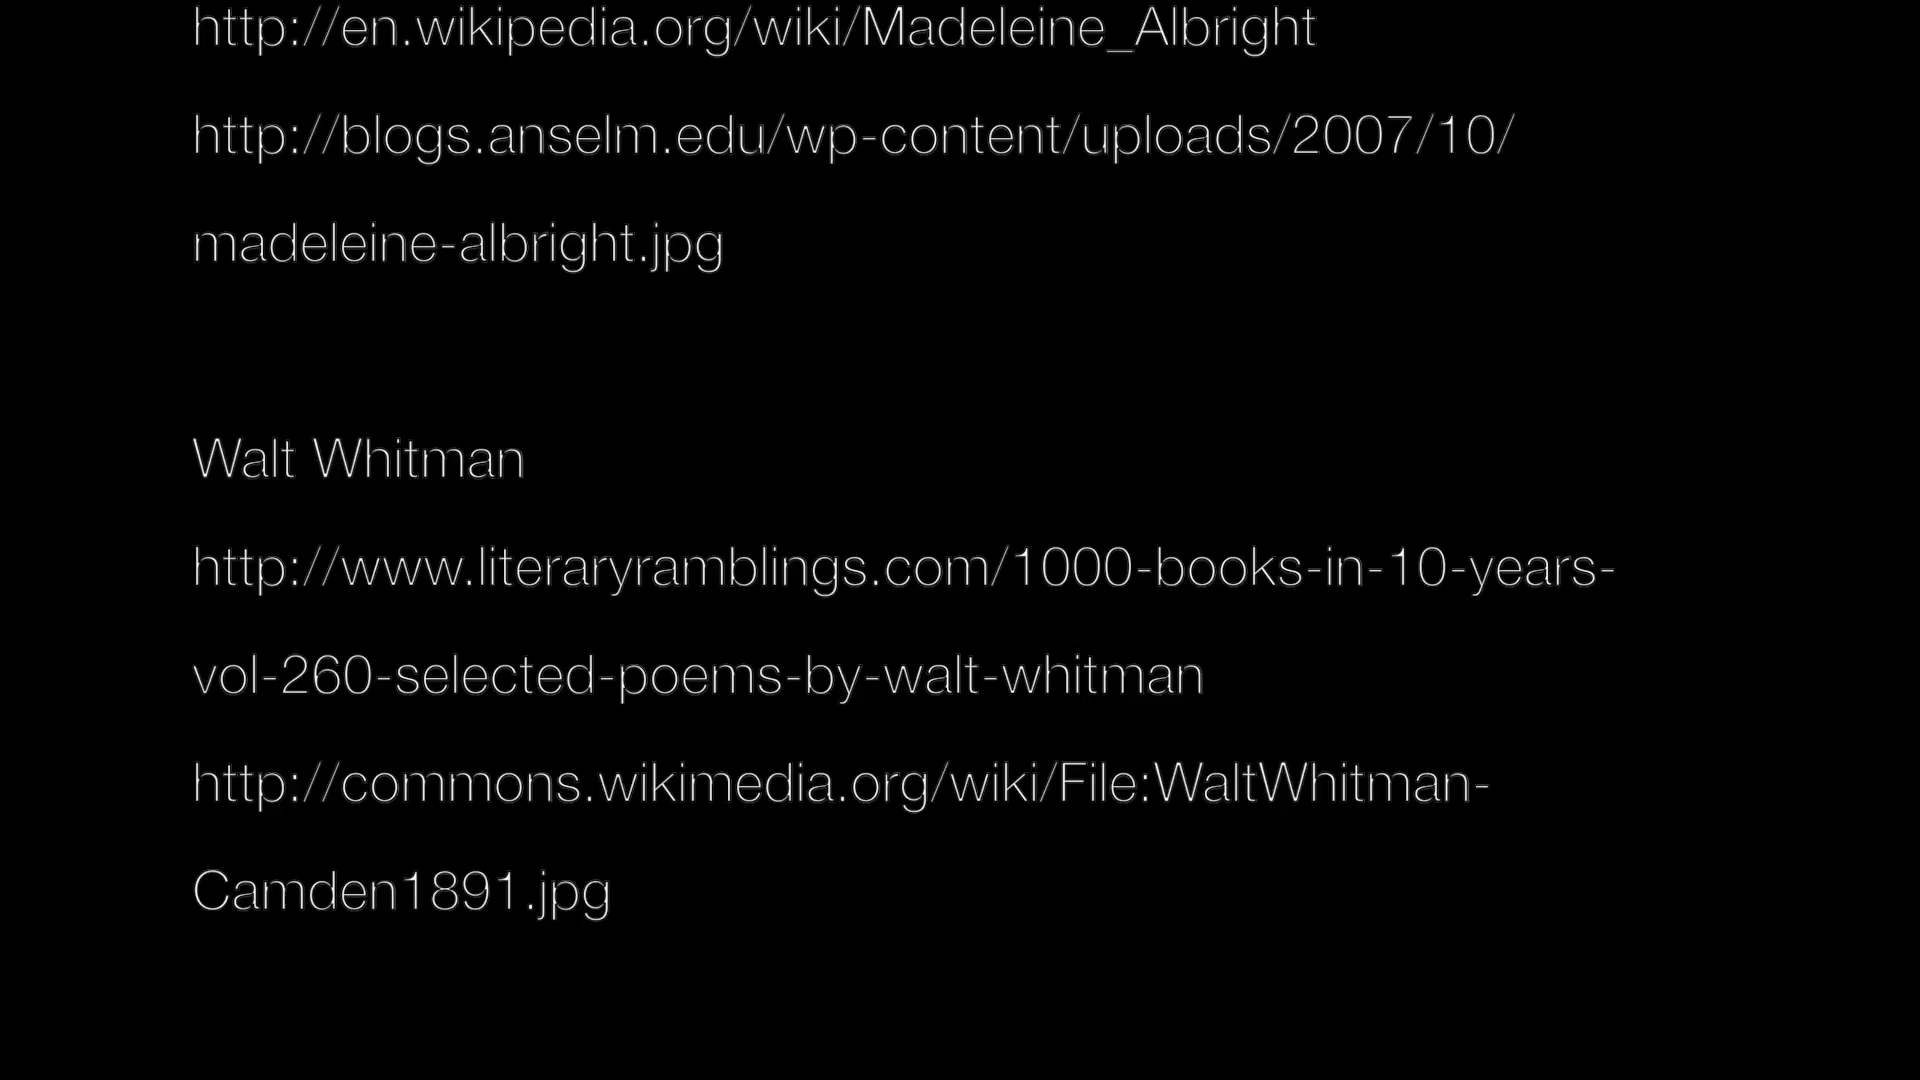 http://en.wikipedia.org/wiki/Madeleine_Albright
http://blogs.anselm.edu/wp-content/uploads/2007/10/
madeleine-albright.jpg
Walt Whitman
http://www.literaryramblings.com/1000-books-in-10-years-
vol-260-selected-poems-by-walt-whitman
http://commons.wikimedia.org/wiki/File:WaltWhitman-
Camden1891.jpg